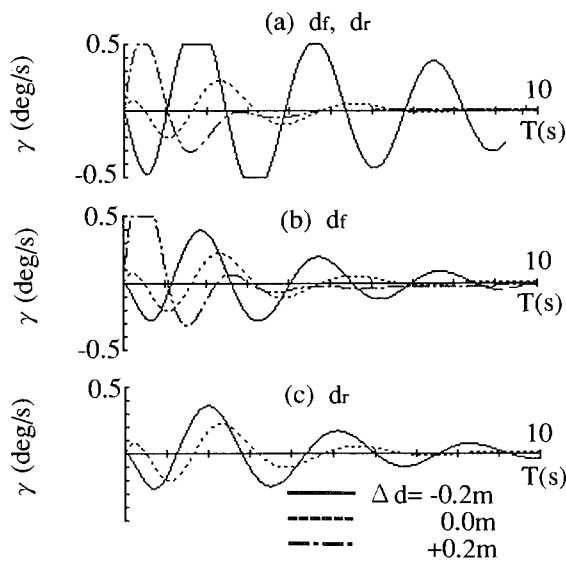 (a) df, dr
0.5
γ (deg/s)
10
T(s)
-0.5
(b) df
0.5
γ (deg/s)
10
T(s)
-0.5
(c) dr
0.5
γ (deg/s)
10
T(s)
Δd= -0.2m
0.0m
+0.2m